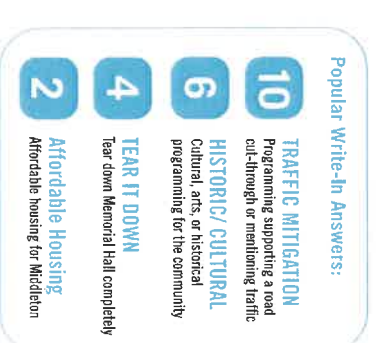 Popular Write-In Answers:
10
TRAFFIC MITIGATION
Programming supporting a road
cut-through or mentioning traffic
6
HISTORIC/ CULTURAL
Cultural, arts, or historical
programming for the community
4
TEAR IT DOWN
Tear down Memorial Hall completely
2
Affordable Housing
Affordable housing for Middleton